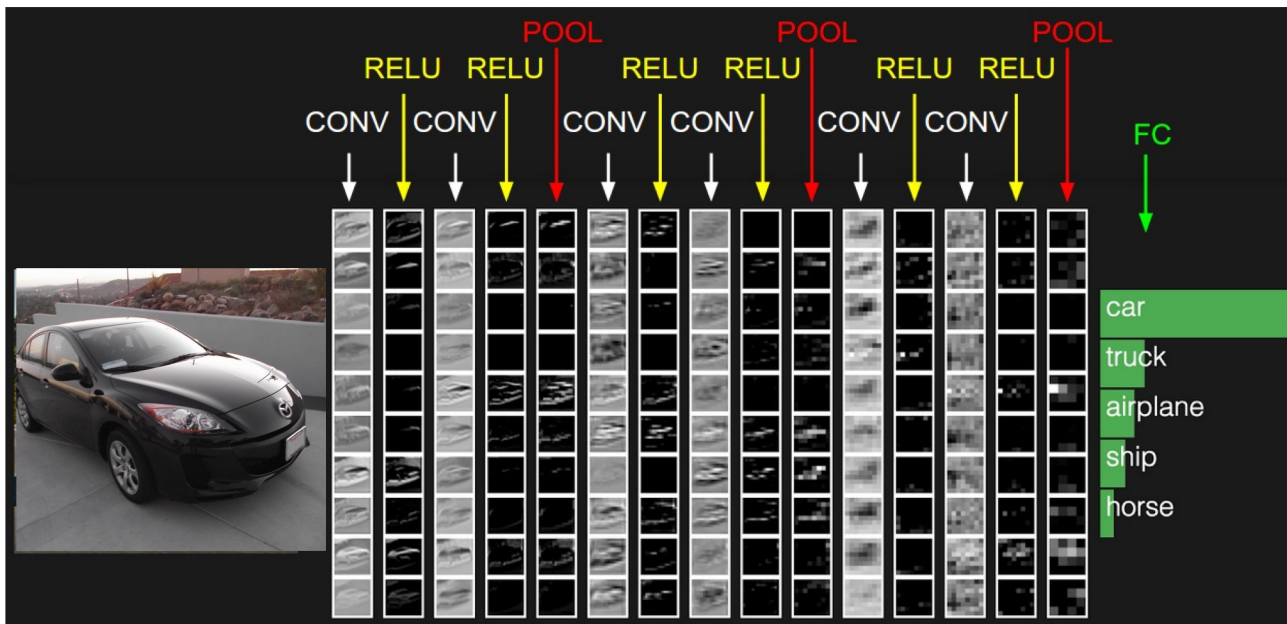 POOL POOL POOL
RELU RELU RELU RELU RELU RELU
CONV CONV CONV CONV CONV CONV
FC
car
truck
airplane
ship
horse